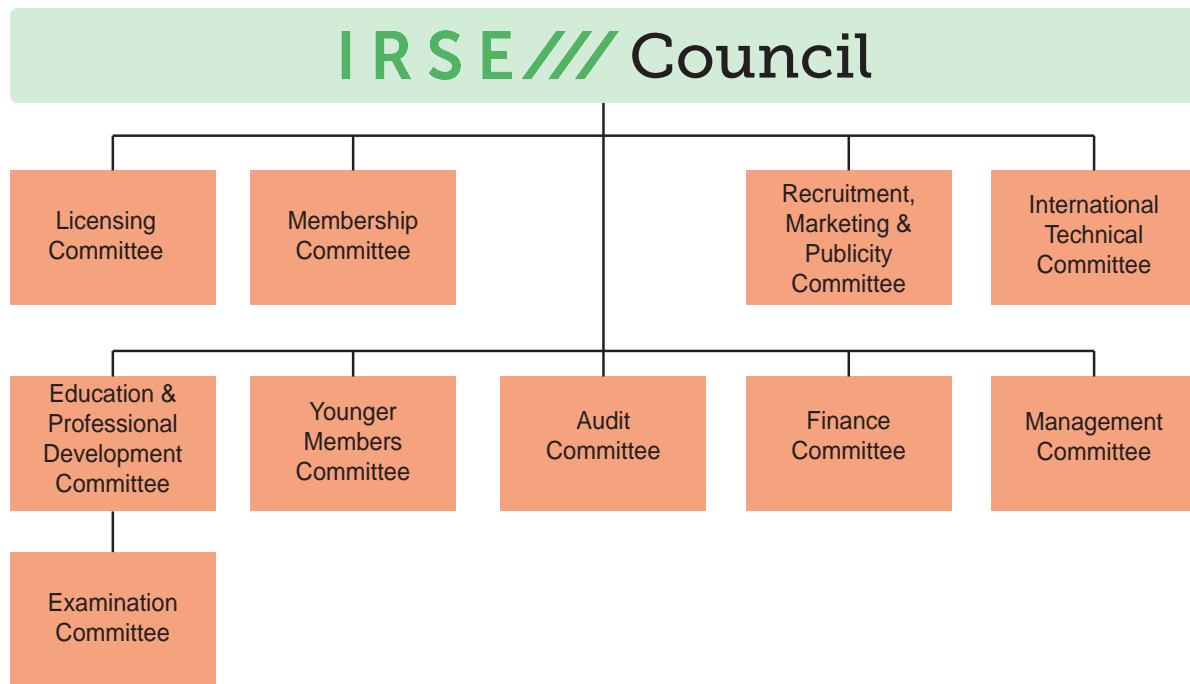 IRSE/// Council
Licensing
Committee
Membership
Committee
Recruitment,
Marketing &
Publicity
Committee
International
Technical
Committee
Education &
Professional
Development
Committee
Younger
Members
Committee
Audit
Committee
Finance
Committee
Management
Committee
Examination
Committee